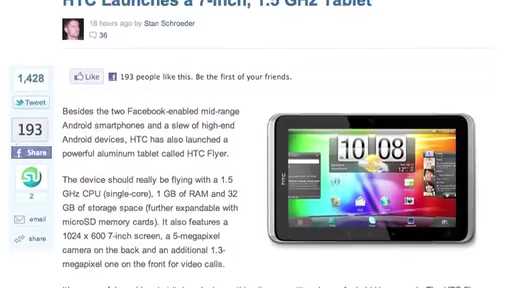 HTC Launches a 7-Inch, 1.5 GHz Tablet
18 hours ago by Stan Schroeder
36
1,428
Tweet
193
Share
2
email
share
Like
193 people like this. Be the first of your friends.
Besides the two Facebook-enabled mid-range
Android smartphones and a slew of high-end
Android devices, HTC has also launched a
powerful aluminum tablet called HTC Flyer.
The device should really be flying with a 1.5
GHz CPU (single-core), 1 GB of RAM and 32
GB of storage space (further expandable with
microSD memory cards). It also features a
1024 x 600 7-inch screen, a 5-megapixel
camera on the back and an additional 1.3-
megapixel one on the front for video calls.
hTC
10 08